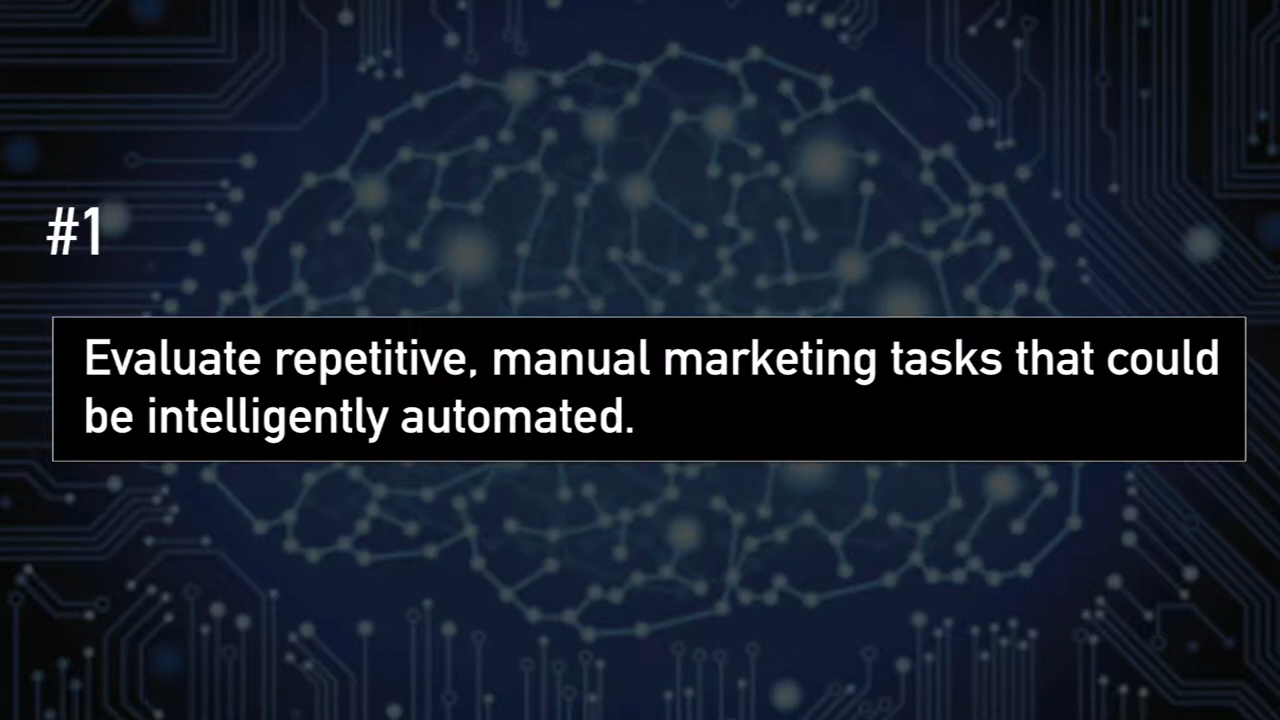 #1
Evaluate repetitive, manual marketing tasks that could
be intelligently automated.